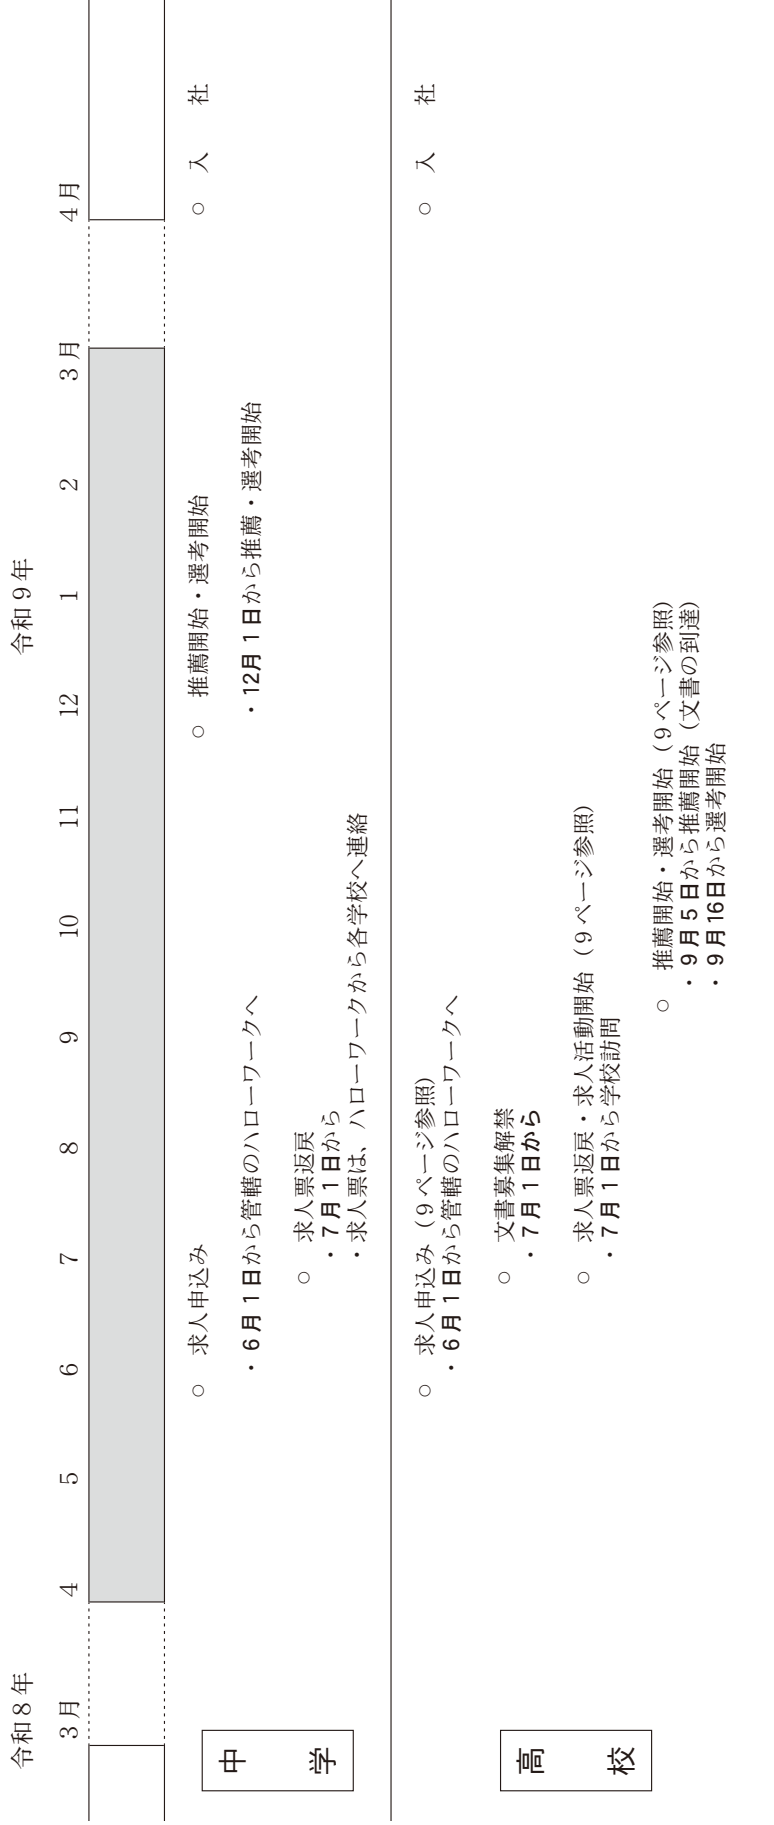 令和8年
令和9年
3月 4 5 6 7 8 9 10 11 12 1 2 3月 4月
中学
○ 求人申込み
・6月1日から管轄のハローワークへ
○ 求人票返戻
・7月1日から
・求人票は、ハローワークから各学校へ連絡
○ 推薦開始・選考開始
・12月1日から推薦・選考開始
○ 入社
高校
○ 求人申込み（9ページ参照）
・6月1日から管轄のハローワークへ
○ 文書募集解禁
・7月1日から
○ 求人票返戻・求人活動開始（9ページ参照）
・7月1日から学校訪問
○ 推薦開始・選考開始（9ページ参照）
・9月5日から推薦開始（文書の到達）
・9月16日から選考開始
○ 入社